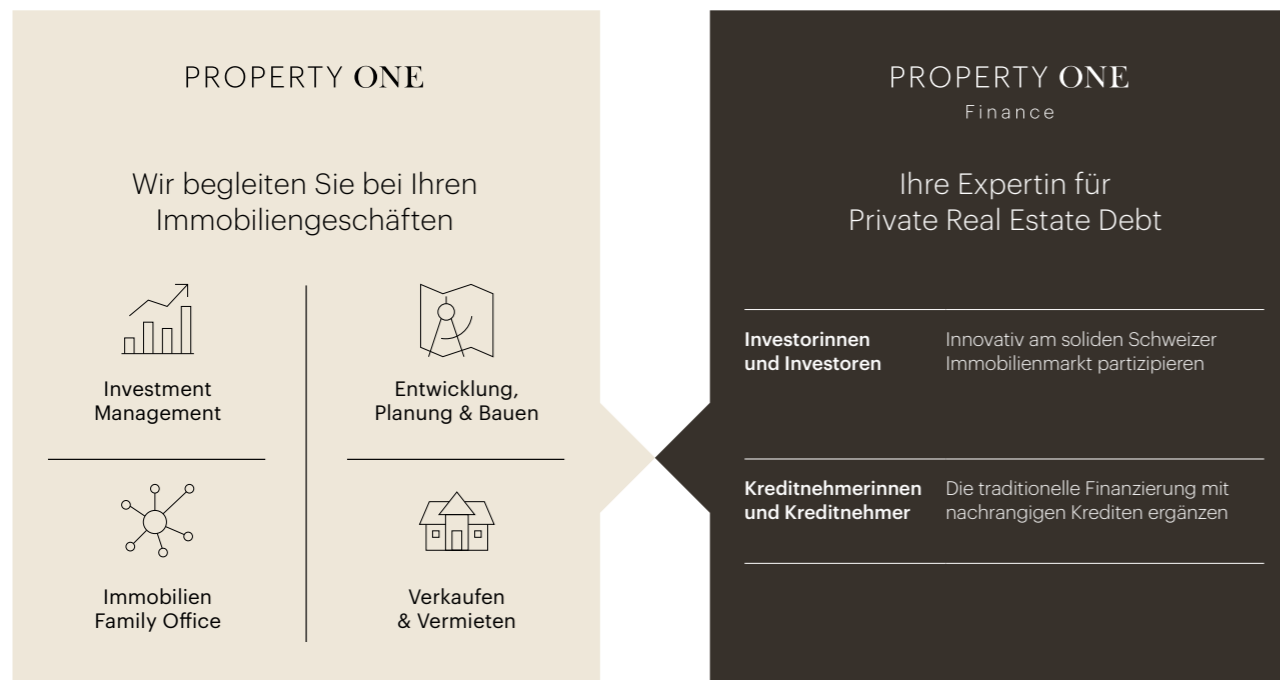 PROPERTY ONE
Wir begleiten Sie bei Ihren
Immobiliengeschäften
Investment
Management
Entwicklung,
Planung & Bauen
Immobilien
Family Office
Verkaufen
& Vermieten
PROPERTY ONE
Finance
Ihre Expertin für
Private Real Estate Debt
Investorinnen
und Investoren
Innovativ am soliden Schweizer
Immobilienmarkt partizipieren
Kreditnehmerinnen
und Kreditnehmer
Die traditionelle Finanzierung mit
nachrangigen Krediten ergänzen